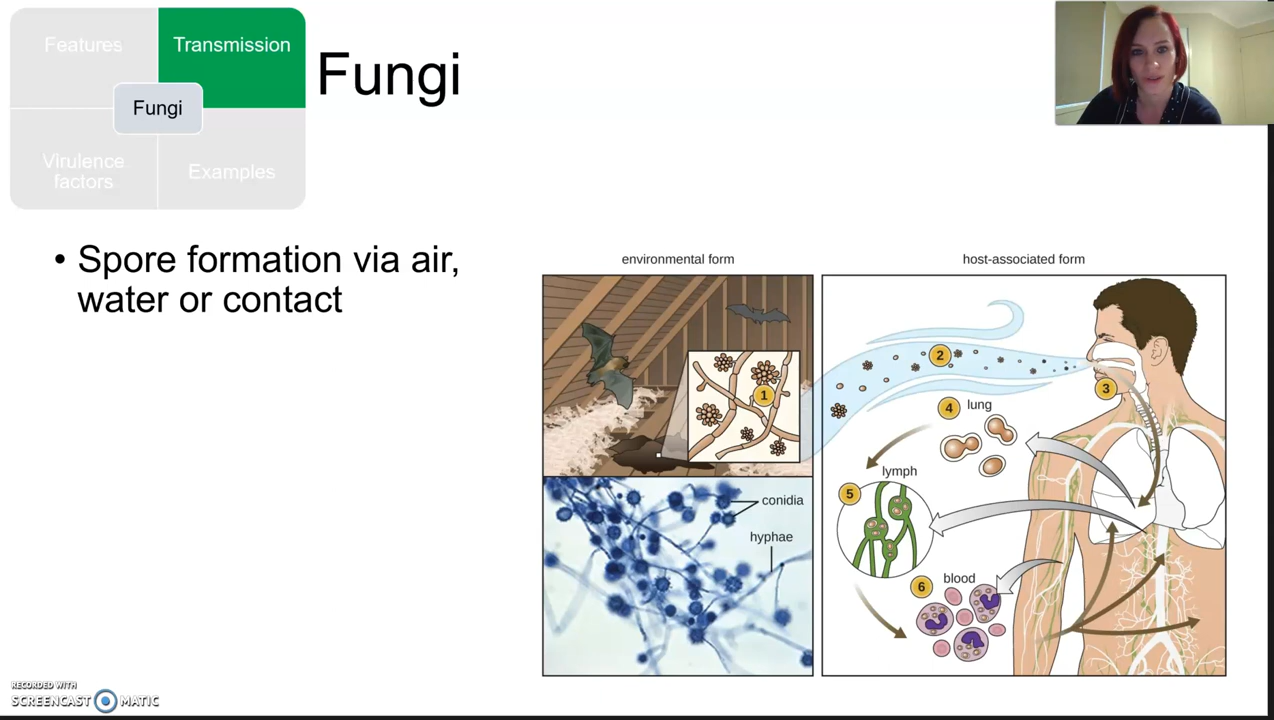 Features
Transmission
Fungi
Virulence
factors
Examples
Fungi
• Spore formation via air,
water or contact
environmental form
host-associated form
1
2
3
4 lung
lymph
5
6 blood
conidia
hyphae
RECORDED WITH
SCREENCAST MATIC